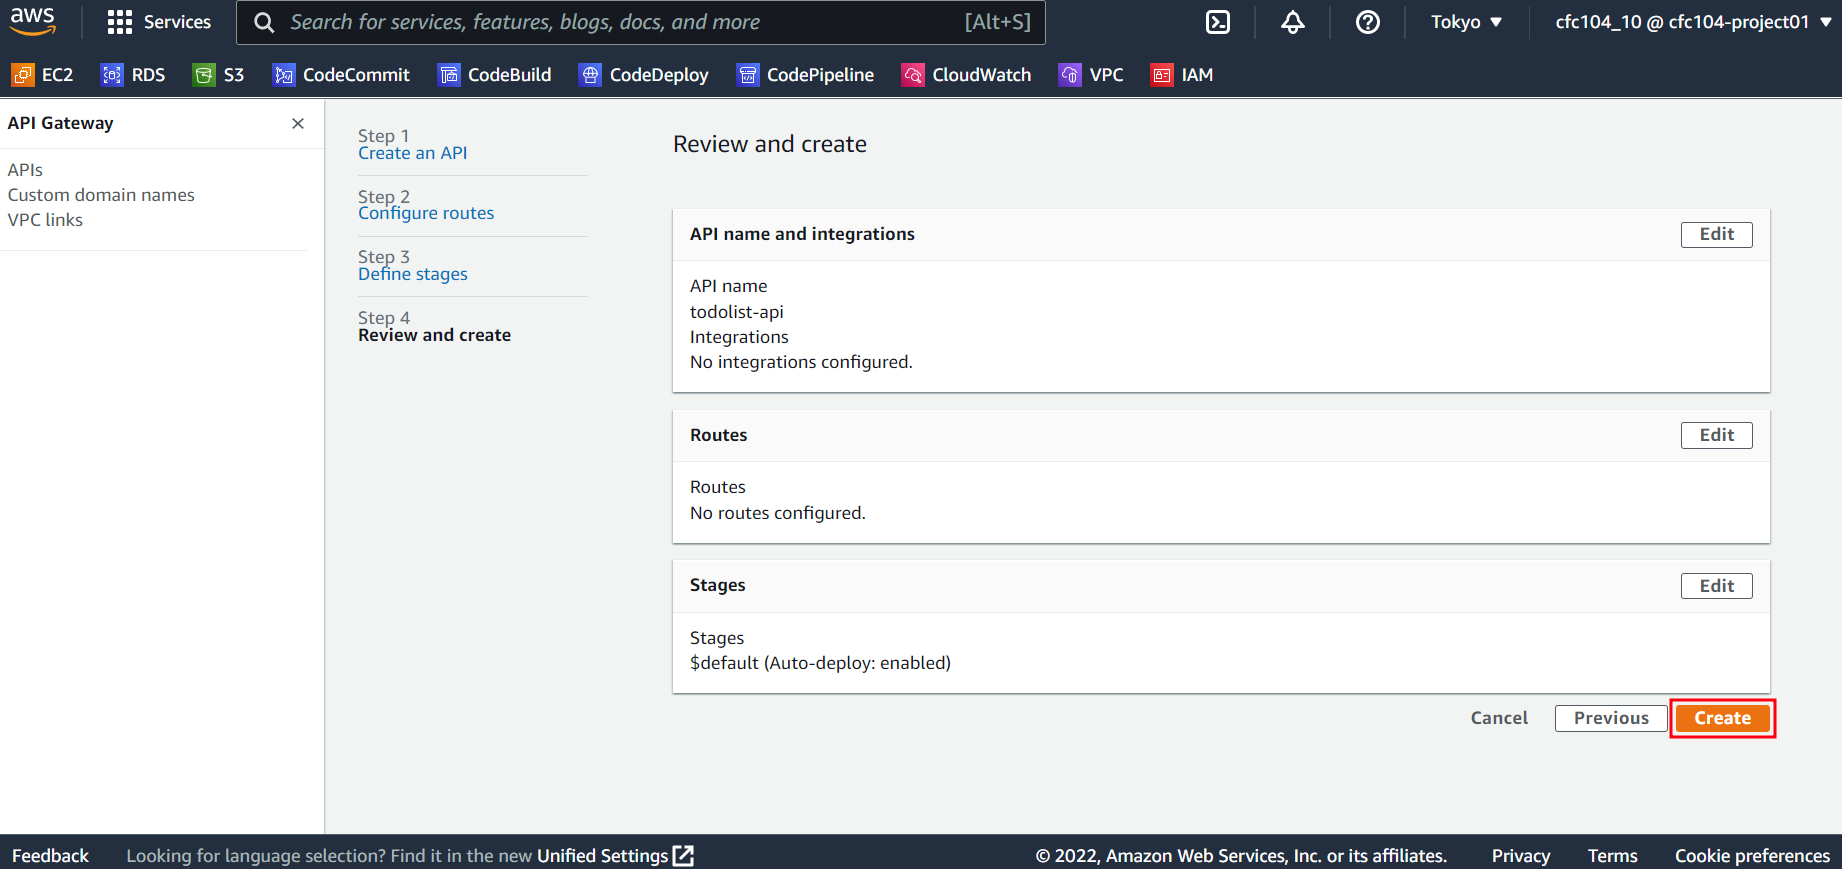 aws
Services
Search for services, features, blogs, docs, and more [Alt+S]
Tokyo ▼
cfc104_10 @ cfc104-project01 ▼
EC2 RDS S3 CodeCommit CodeBuild CodeDeploy CodePipeline CloudWatch VPC IAM
API Gateway
APIs
Custom domain names
VPC links
Step 1
Create an API
Step 2
Configure routes
Step 3
Define stages
Step 4
Review and create
Review and create
API name and integrations Edit
API name
todolist-api
Integrations
No integrations configured.
Routes Edit
Routes
No routes configured.
Stages Edit
Stages
$default (Auto-deploy: enabled)
Cancel Previous Create
Feedback Looking for language selection? Find it in the new Unified Settings © 2022, Amazon Web Services, Inc. or its affiliates. Privacy Terms Cookie preferences